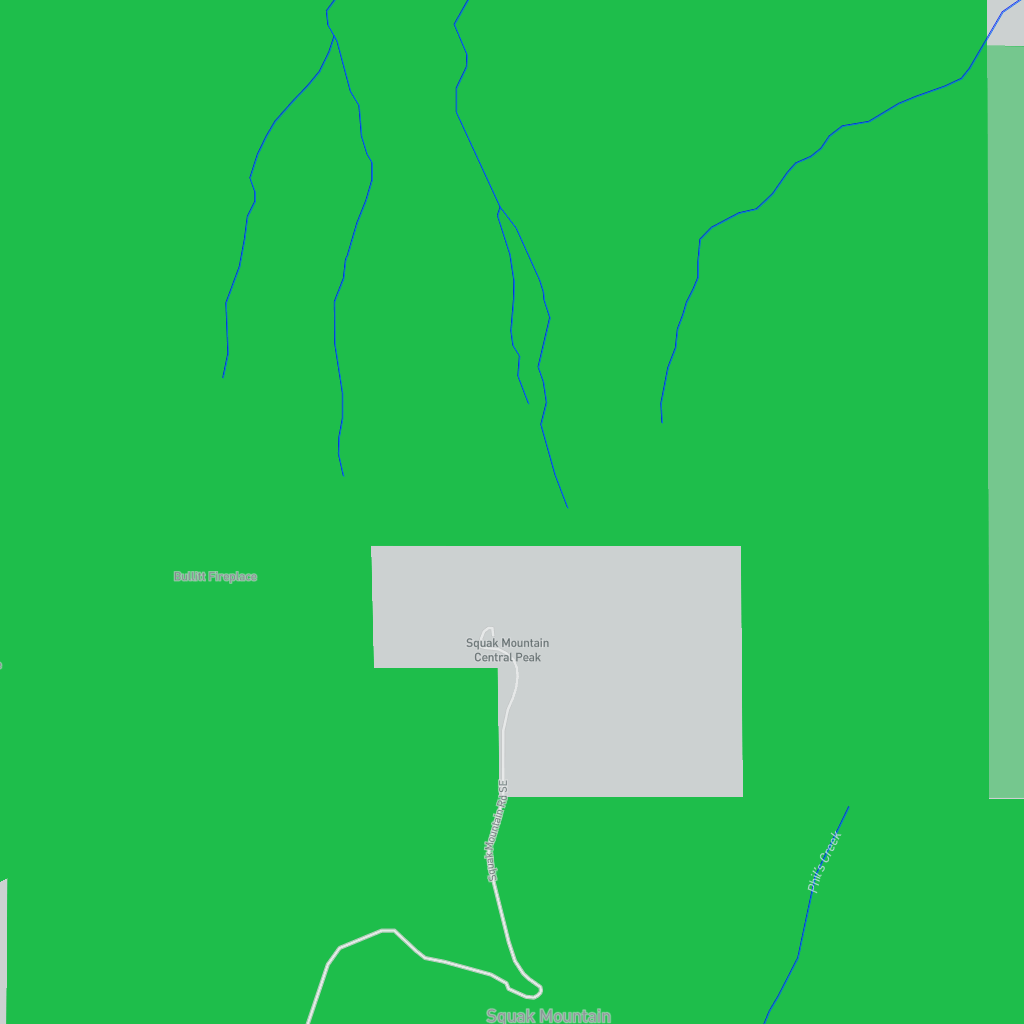 Bullitt Fireplace
Squak Mountain
Central Peak
Squak Mountain Rd SE
Phil's Creek
Squak Mountain